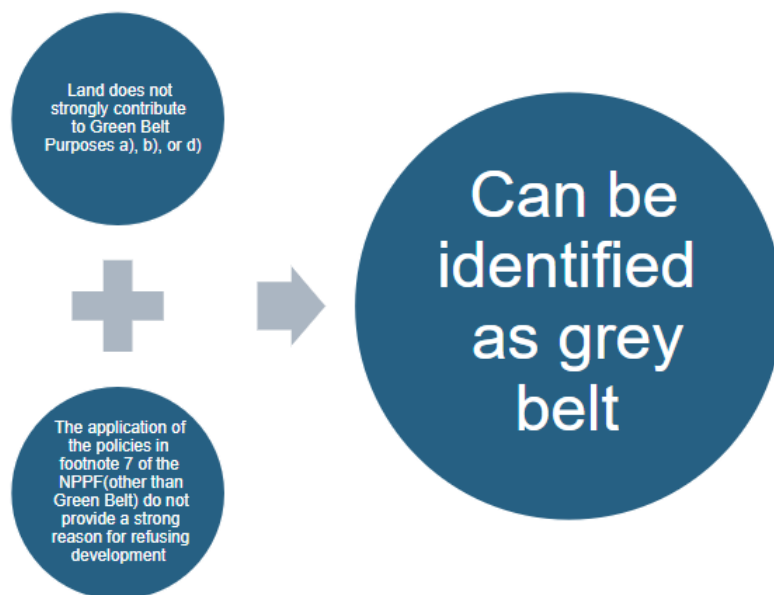 Land does not
strongly contribute
to Green Belt
Purposes a), b), or d)
The application of
the policies in
footnote 7 of the
NPPF(other than
Green Belt) do not
provide a strong
reason for refusing
development
Can be
identified
as grey
belt